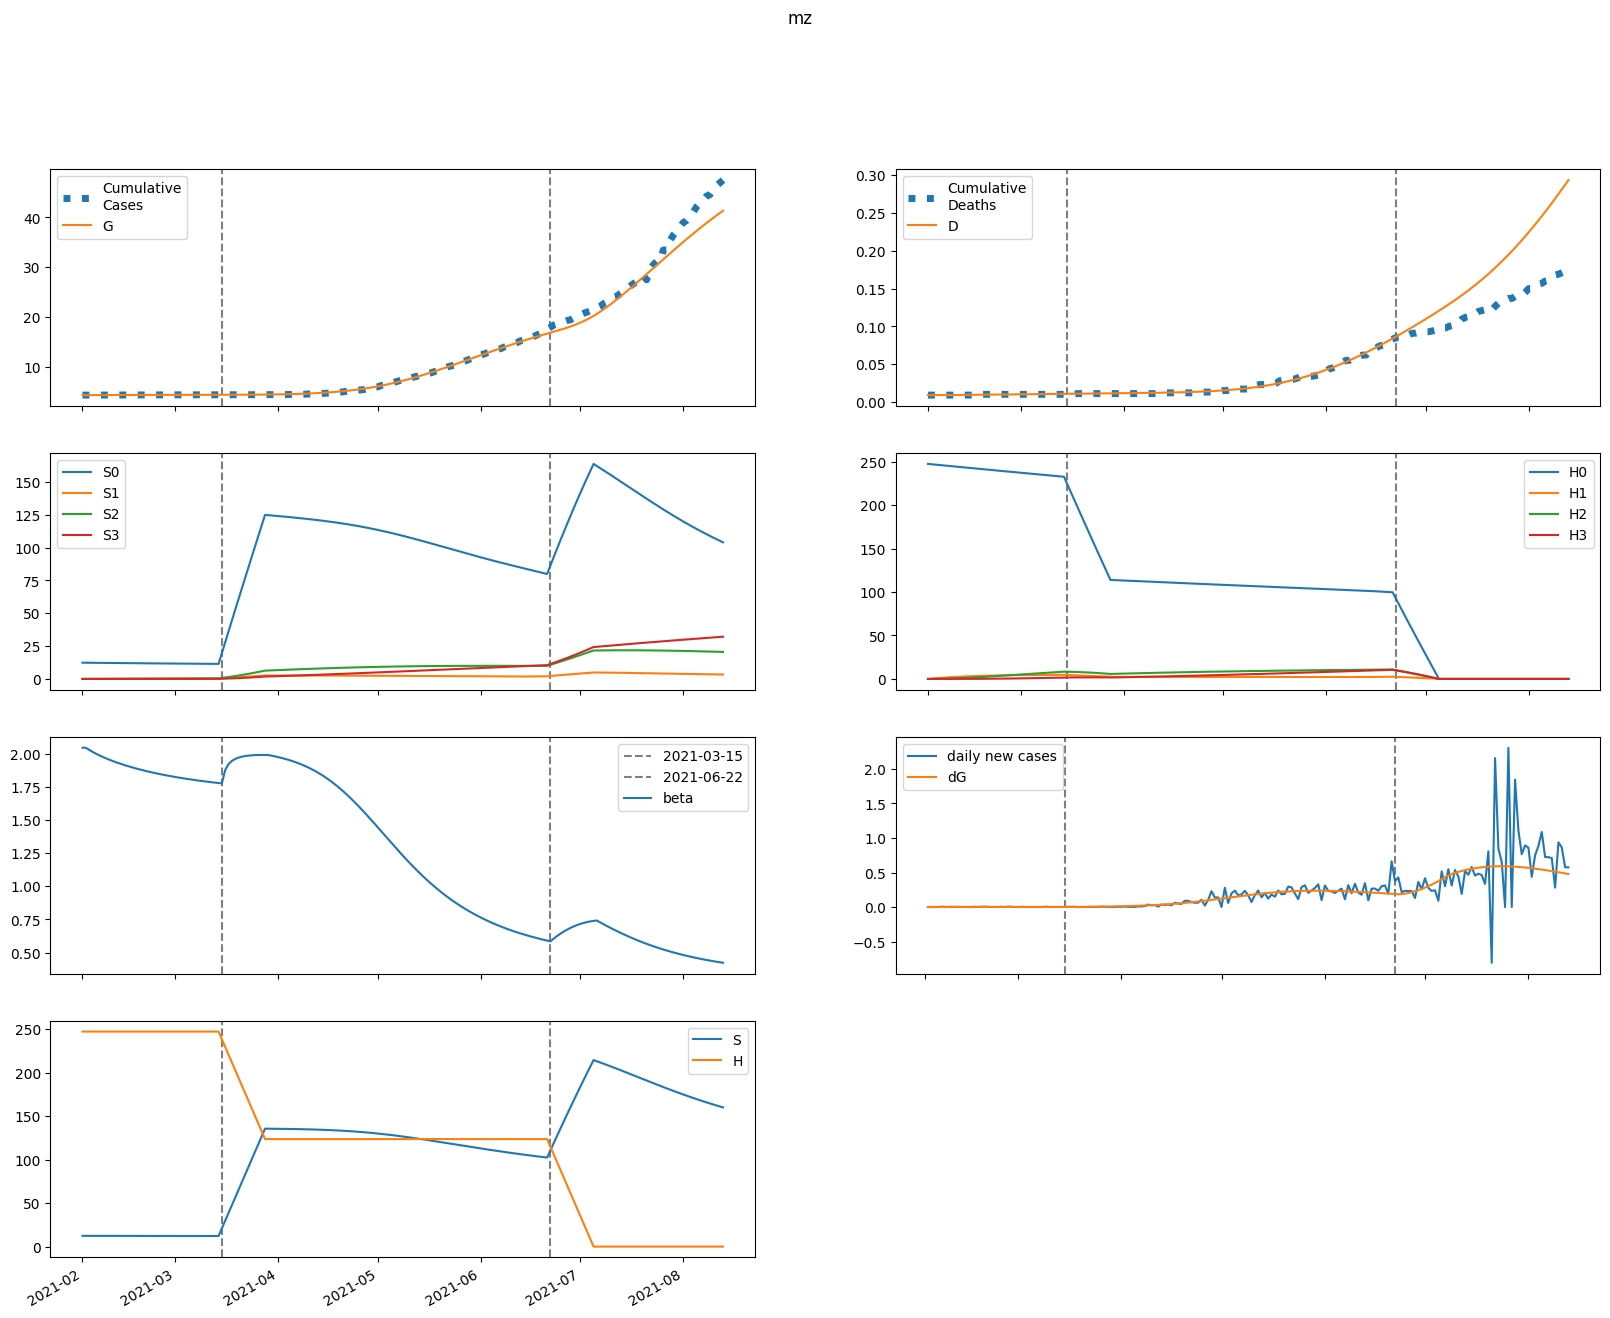 mz
Cumulative
Cases
G
40
30
20
10
Cumulative
Deaths
D
0.30
0.25
0.20
0.15
0.10
0.05
0.00
S0
S1
S2
S3
150
125
100
75
50
25
0
H0
H1
H2
H3
250
200
150
100
50
0
2021-03-15
2021-06-22
beta
2.00
1.75
1.50
1.25
1.00
0.75
0.50
daily new cases
dG
2.0
1.5
1.0
0.5
0.0
−0.5
S
H
250
200
150
100
50
0
2021-02
2021-03
2021-04
2021-05
2021-06
2021-07
2021-08